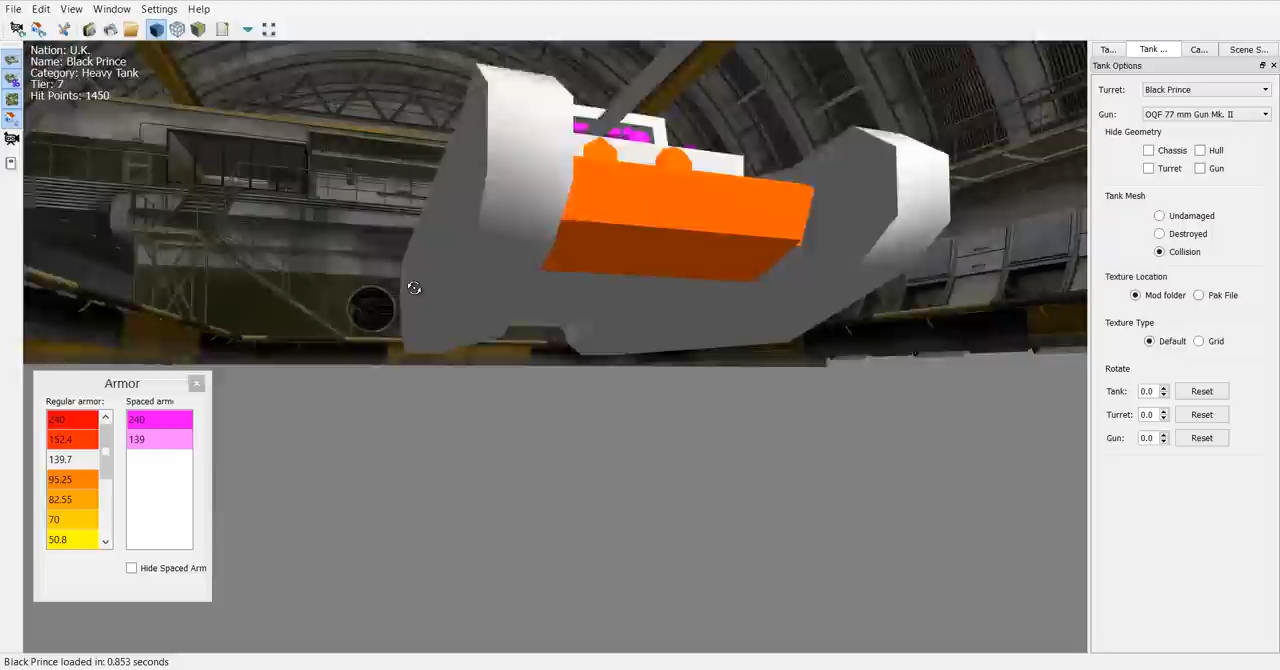 File Edit View Window Settings Help
Nation: U.K.
Name: Black Prince
Category: Heavy Tank
Tier: 7
Hit Points: 1450
Ta... Tank ... Ca... Scene S...
Tank Options
Turret: Black Prince
Gun: OQF 77 mm Gun Mk. II
Hide Geometry
Chassis Hull
Turret Gun
Tank Mesh
Undamaged
Destroyed
Collision
Texture Location
Mod folder Pak File
Texture Type
Default Grid
Rotate
Tank: 0.0 Reset
Turret: 0.0 Reset
Gun: 0.0 Reset
Armor
Regular armor: Spaced arm
240 240
152.4 139
139.7
95.25
82.55
70
50.8
Hide Spaced Arm
Black Prince loaded in: 0.853 seconds